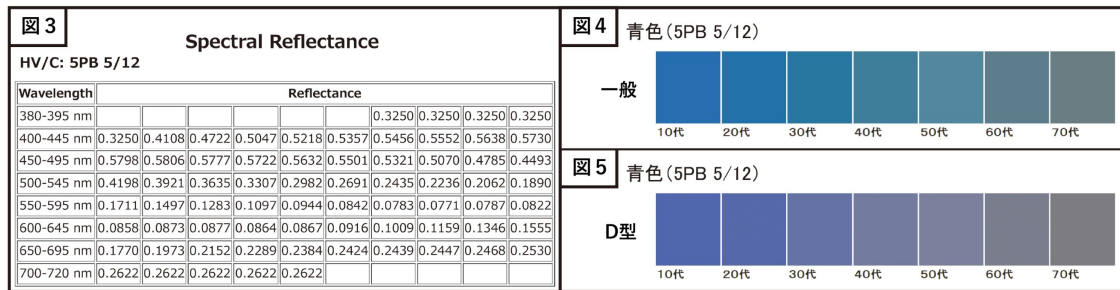 図3
Spectral Reflectance
HV/C: 5PB 5/12
Wavelength Reflectance
380-395 nm 0.3250 0.3250 0.3250 0.3250
400-445 nm 0.3250 0.4108 0.4722 0.5047 0.5218 0.5357 0.5456 0.5552 0.5638 0.5730
450-495 nm 0.5798 0.5806 0.5777 0.5722 0.5632 0.5501 0.5321 0.5070 0.4785 0.4493
500-545 nm 0.4198 0.3921 0.3635 0.3307 0.2982 0.2691 0.2435 0.2236 0.2062 0.1890
550-595 nm 0.1711 0.1497 0.1283 0.1097 0.0944 0.0842 0.0783 0.0771 0.0787 0.0822
600-645 nm 0.0858 0.0873 0.0877 0.0864 0.0867 0.0916 0.1009 0.1159 0.1346 0.1555
650-695 nm 0.1770 0.1973 0.2152 0.2289 0.2384 0.2424 0.2439 0.2447 0.2468 0.2530
700-720 nm 0.2622 0.2622 0.2622 0.2622 0.2622
図4
青色(5PB 5/12)
一般
10代 20代 30代 40代 50代 60代 70代
図5
青色(5PB 5/12)
D型
10代 20代 30代 40代 50代 60代 70代